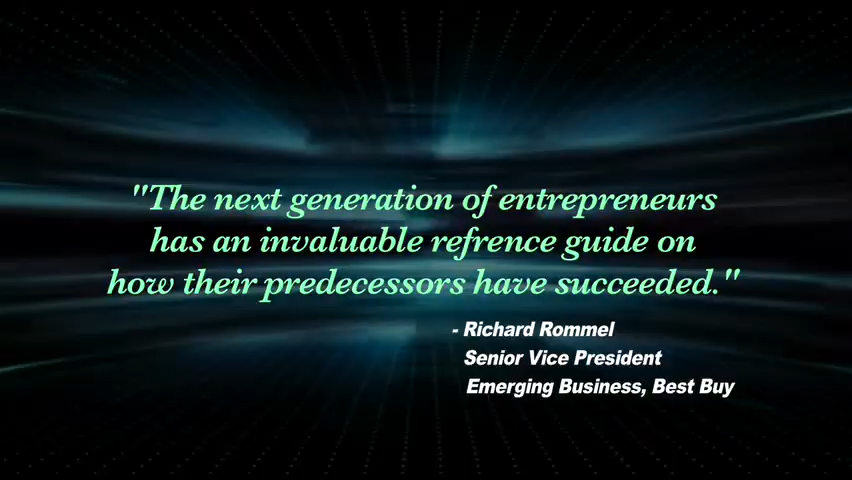 "The next generation of entrepreneurs
has an invaluable refrence guide on
how their predecessors have succeeded."
- Richard Rommel
Senior Vice President
Emerging Business, Best Buy